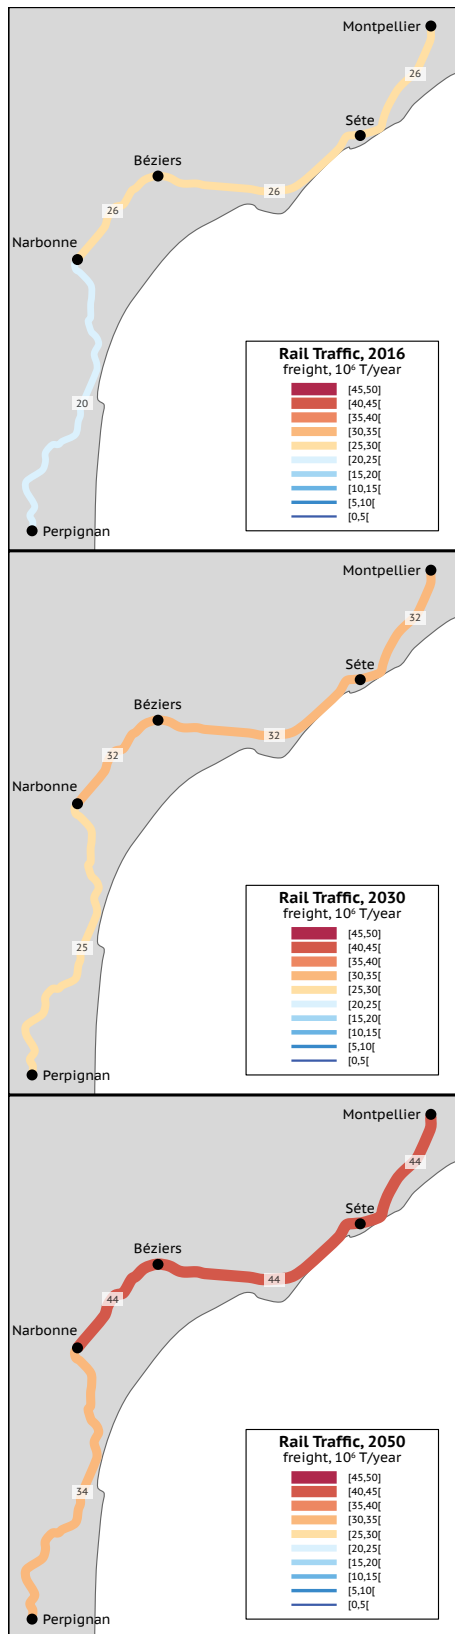 Montpellier
26
Séte
Béziers
26
26
Narbonne
20
Perpignan
Rail Traffic, 2016
freight, 10⁶ T/year
[45,50]
[40,45[
[35,40[
[30,35[
[25,30[
[20,25[
[15,20[
[10,15[
[5,10[
[0,5[
Montpellier
32
Séte
Béziers
32
32
Narbonne
25
Perpignan
Rail Traffic, 2030
freight, 10⁶ T/year
[45,50]
[40,45[
[35,40[
[30,35[
[25,30[
[20,25[
[15,20[
[10,15[
[5,10[
[0,5[
Montpellier
44
Séte
Béziers
44
44
Narbonne
34
Perpignan
Rail Traffic, 2050
freight, 10⁶ T/year
[45,50]
[40,45[
[35,40[
[30,35[
[25,30[
[20,25[
[15,20[
[10,15[
[5,10[
[0,5[